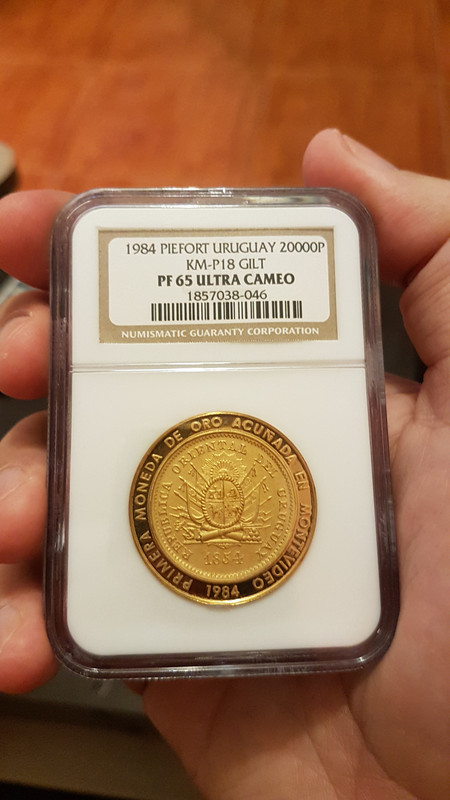 1984 PIEFORT URUGUAY 20000P
KM-P18 GILT
PF 65 ULTRA CAMEO
1857038-046
NUMISMATIC GUARANTY CORPORATION
PRIMERA MONEDA DE ORO ACUÑADA EN MONTEVIDEO
1984
REPUBLICA ORIENTAL DEL URUGUAY
1854